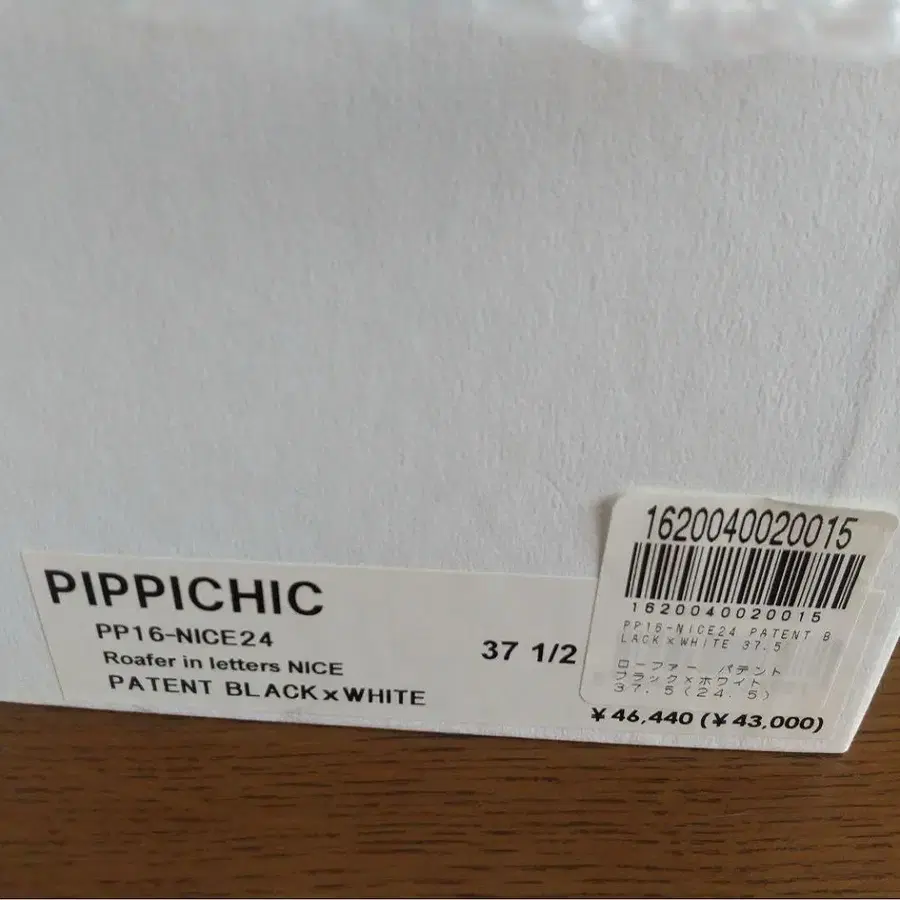 PIPPICHIC
PP16-NICE24
Roafer in letters NICE
PATENT BLACK×WHITE
37 1/2
1620040020015
1620040020015
PP16-NICE24 PATENT B
LACK×WHITE 37.5
ローファー パテント
ブラック×ホワイト
37.5(24.5)
¥46,440 (¥43,000)